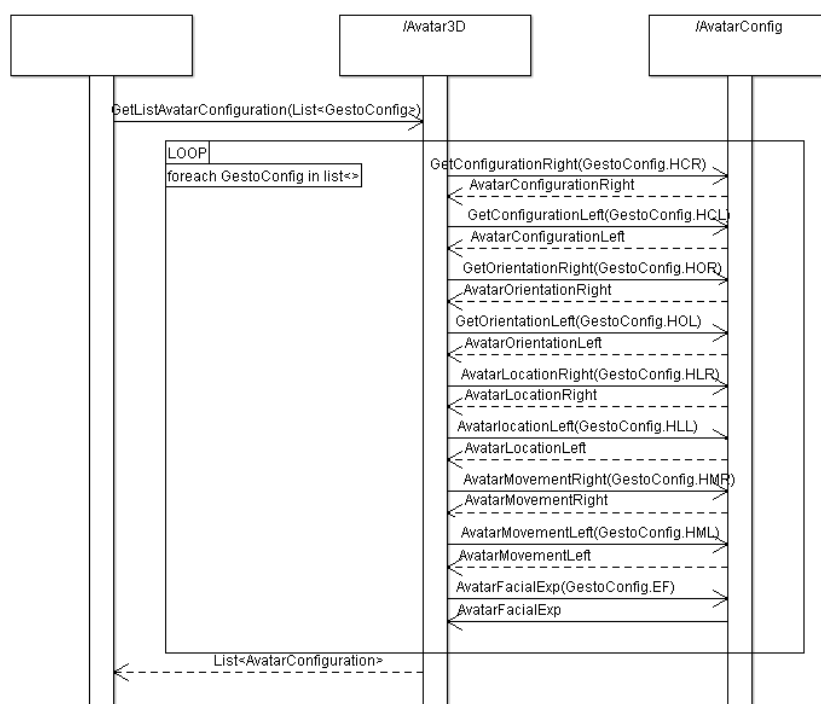 /Avatar3D
/AvatarConfig
GetListAvatarConfiguration(List<GestoConfig>)
LOOP
foreach GestoConfig in list<>
GetConfigurationRight(GestoConfig.HCR)
AvatarConfigurationRight
GetConfigurationLeft(GestoConfig.HCL)
AvatarConfigurationLeft
GetOrientationRight(GestoConfig.HOR)
AvatarOrientationRight
GetOrientationLeft(GestoConfig.HOL)
AvatarOrientationLeft
AvatarLocationRight(GestoConfig.HLR)
AvatarLocationRight
AvatarlocationLeft(GestoConfig.HLL)
AvatarLocationLeft
AvatarMovementRight(GestoConfig.HMR)
AvatarMovementRight
AvatarMovementLeft(GestoConfig.HML)
AvatarMovementLeft
AvatarFacialExp(GestoConfig.EF)
AvatarFacialExp
List<AvatarConfiguration>